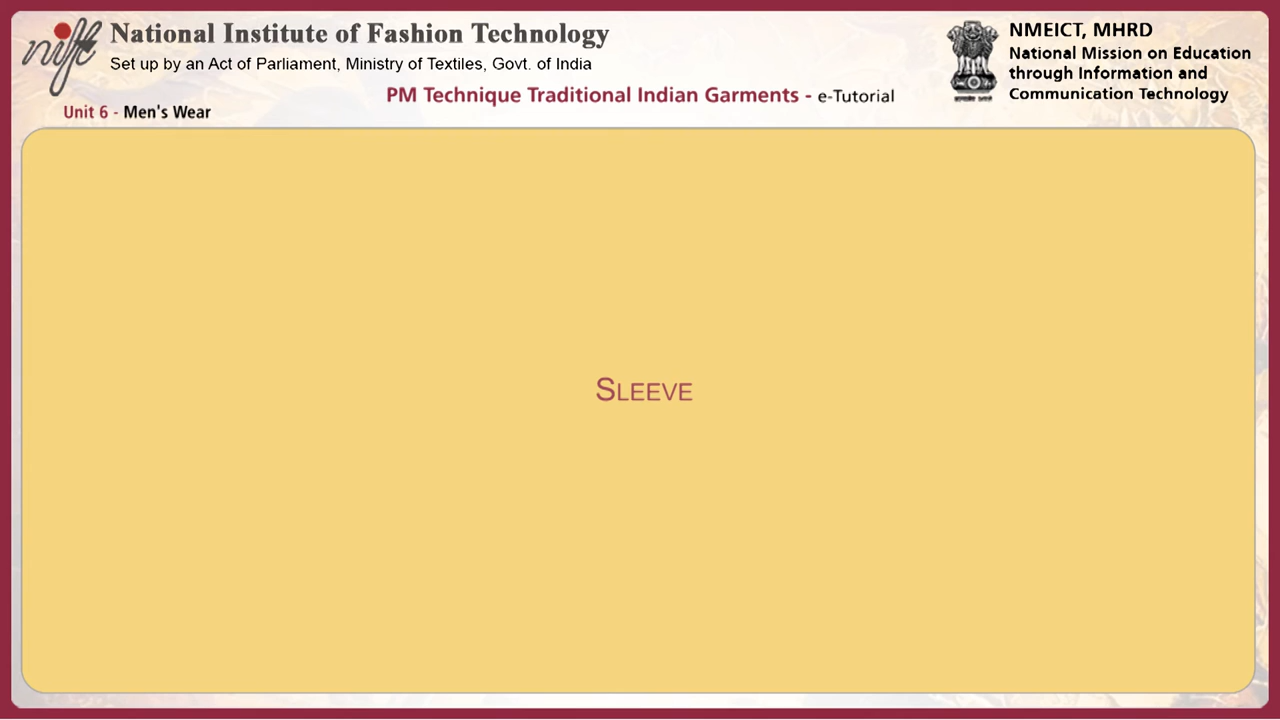 nift
National Institute of Fashion Technology
Set up by an Act of Parliament, Ministry of Textiles, Govt. of India
NMEICT, MHRD
National Mission on Education
through Information and
Communication Technology
PM Technique Traditional Indian Garments - e-Tutorial
Unit 6 - Men's Wear
SLEEVE